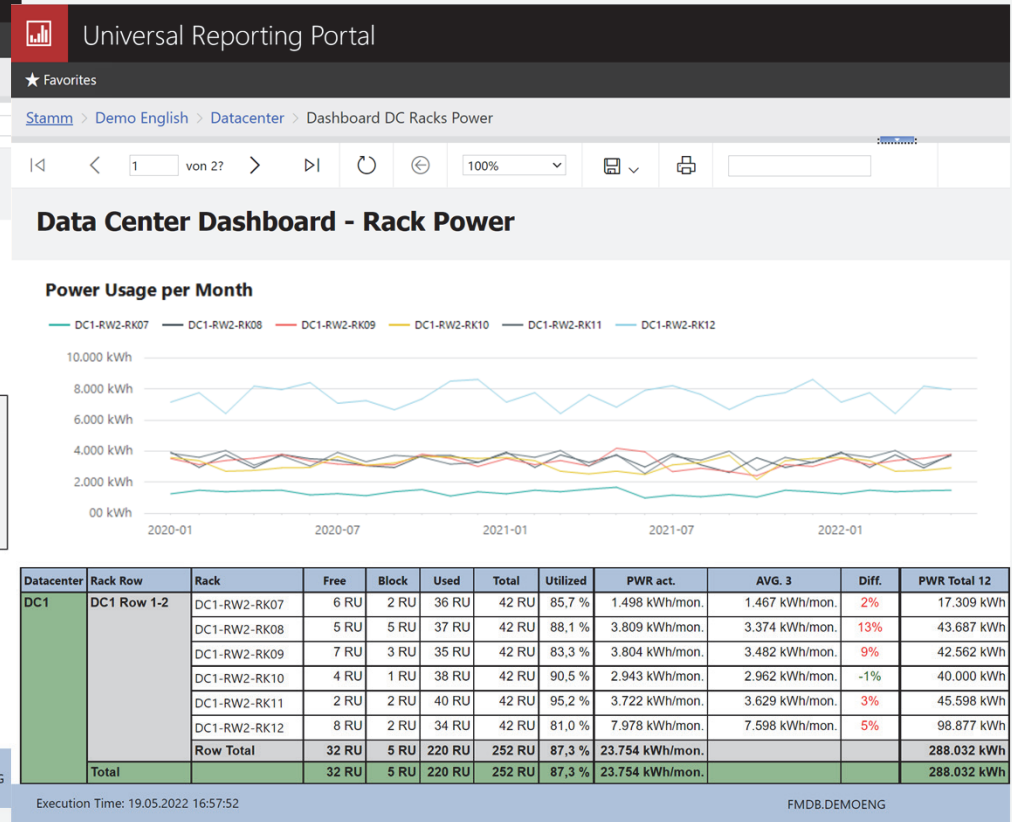 Universal Reporting Portal
★ Favorites
Stamm > Demo English > Datacenter > Dashboard DC Racks Power
1 von 2? 100%
Data Center Dashboard - Rack Power
Power Usage per Month
DC1-RW2-RK07 DC1-RW2-RK08 DC1-RW2-RK09 DC1-RW2-RK10 DC1-RW2-RK11 DC1-RW2-RK12
10.000 kWh
8.000 kWh
6.000 kWh
4.000 kWh
2.000 kWh
00 kWh
2020-01 2020-07 2021-01 2021-07 2022-01
Datacenter Rack Row Rack Free Block Used Total Utilized PWR act. AVG. 3 Diff. PWR Total 12
DC1 DC1 Row 1-2 DC1-RW2-RK07 6 RU 2 RU 36 RU 42 RU 85,7 % 1.498 kWh/mon. 1.467 kWh/mon. 2% 17.309 kWh
DC1-RW2-RK08 5 RU 5 RU 37 RU 42 RU 88,1 % 3.809 kWh/mon. 3.374 kWh/mon. 13% 43.687 kWh
DC1-RW2-RK09 7 RU 3 RU 35 RU 42 RU 83,3 % 3.804 kWh/mon. 3.482 kWh/mon. 9% 42.562 kWh
DC1-RW2-RK10 4 RU 1 RU 38 RU 42 RU 90,5 % 2.943 kWh/mon. 2.962 kWh/mon. -1% 40.000 kWh
DC1-RW2-RK11 2 RU 2 RU 40 RU 42 RU 95,2 % 3.722 kWh/mon. 3.629 kWh/mon. 3% 45.598 kWh
DC1-RW2-RK12 8 RU 2 RU 34 RU 42 RU 81,0 % 7.978 kWh/mon. 7.598 kWh/mon. 5% 98.877 kWh
Row Total 32 RU 5 RU 220 RU 252 RU 87,3 % 23.754 kWh/mon. 288.032 kWh
Total 32 RU 5 RU 220 RU 252 RU 87,3 % 23.754 kWh/mon. 288.032 kWh
Execution Time: 19.05.2022 16:57:52 FMDB.DEMOENG